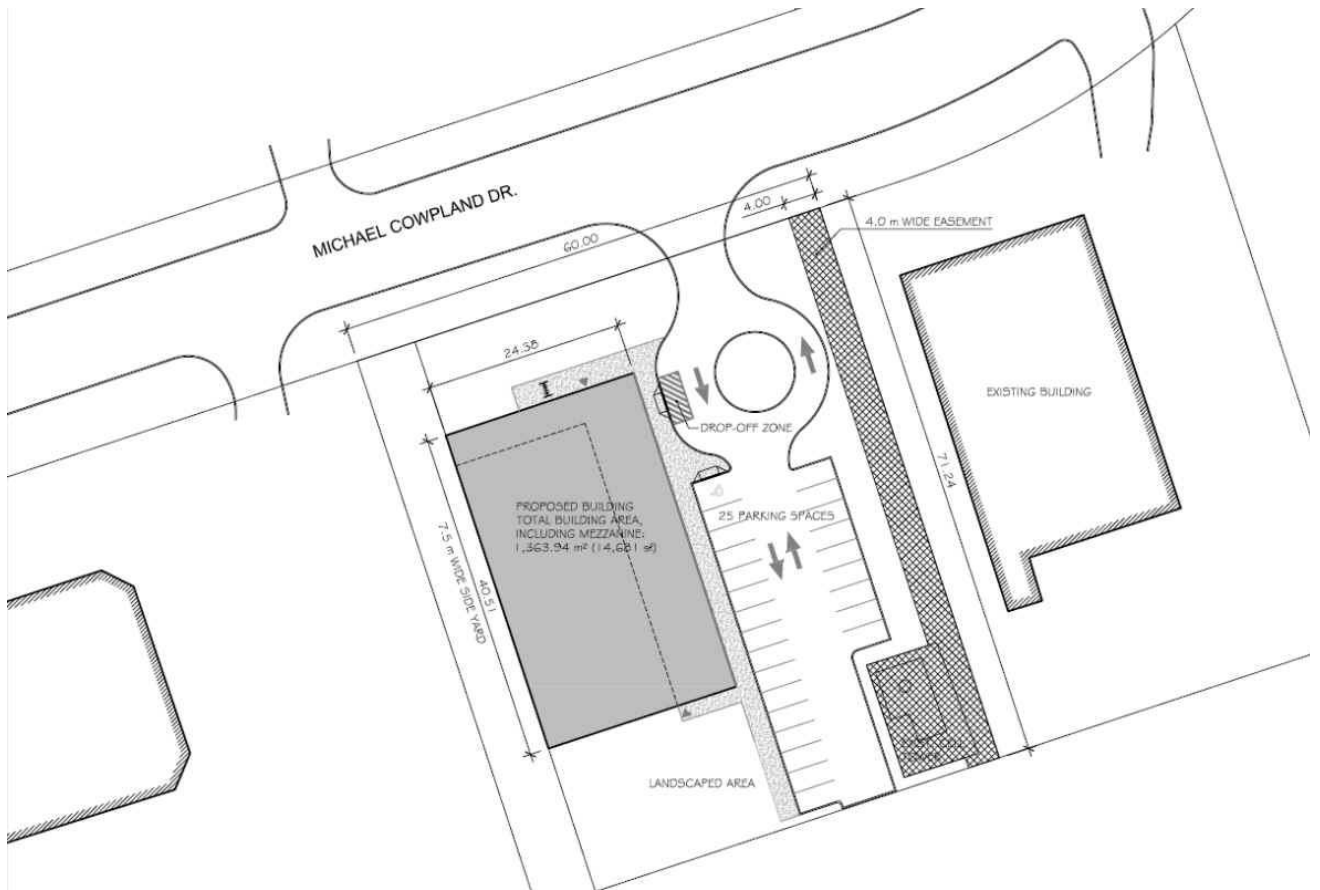 MICHAEL COWPLAND DR.
4.00
60.00
4.0 m WIDE EASEMENT
24.38
EXISTING BUILDING
DROP-OFF ZONE
71.24
PROPOSED BUILDING
TOTAL BUILDING AREA,
INCLUDING MEZZANINE:
1,363.94 m² (14,681 sf)
25 PARKING SPACES
7.5 m WIDE SIDE YARD
40.51
LANDSCAPED AREA